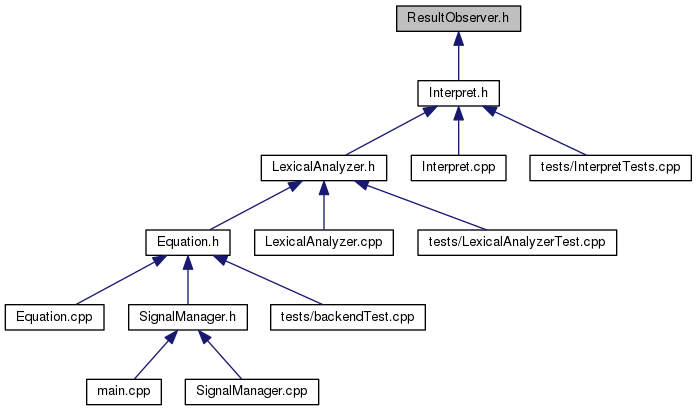 ResultObserver.h
Interpret.h
LexicalAnalyzer.h
Interpret.cpp
tests/InterpretTests.cpp
Equation.h
LexicalAnalyzer.cpp
tests/LexicalAnalyzerTest.cpp
Equation.cpp
SignalManager.h
tests/backendTest.cpp
main.cpp
SignalManager.cpp